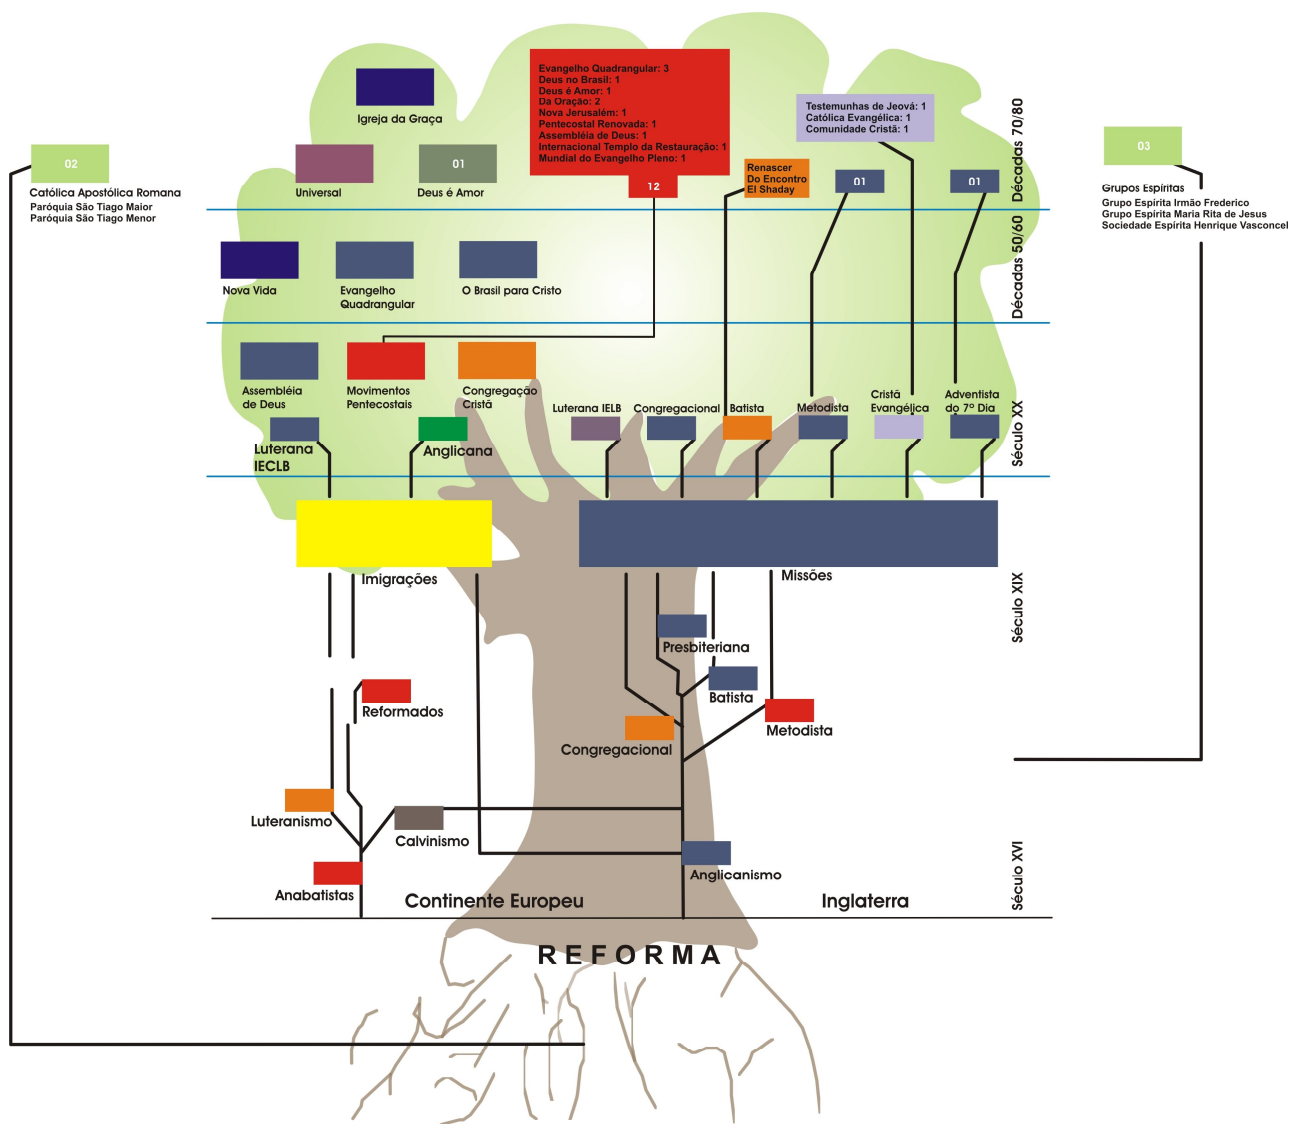 Igreja da Graça
Universal
01
Deus é Amor
Evangelho Quadrangular: 3
Deus no Brasil: 1
Deus é Amor: 1
Da Oração: 2
Nova Jerusalém: 1
Pentecostal Renovada: 1
Assembléia de Deus: 1
Internacional Templo da Restauração: 1
Mundial do Evangelho Pleno: 1
12
Renascer
Do Encontro
El Shaday
Testemunhas de Jeová: 1
Católica Evangélica: 1
Comunidade Cristã: 1
01
01
Décadas 70/80
02
Católica Apostólica Romana
Paróquia São Tiago Maior
Paróquia São Tiago Menor
03
Grupos Espíritas
Grupo Espírita Irmão Frederico
Grupo Espírita Maria Rita de Jesus
Sociedade Espírita Henrique Vasconcel
Nova Vida
Evangelho
Quadrangular
O Brasil para Cristo
Décadas 50/60
Assembléia
de Deus
Movimentos
Pentecostais
Congregação
Cristã
Luterana
IECLB
Anglicana
Luterana IELB
Congregacional
Batista
Metodista
Cristã
Evangélica
Adventista
do 7º Dia
Século XX
Imigrações
Missões
Século XIX
Presbiteriana
Batista
Reformados
Metodista
Congregacional
Luteranismo
Calvinismo
Anabatistas
Anglicanismo
Século XVI
Continente Europeu
Inglaterra
REFORMA